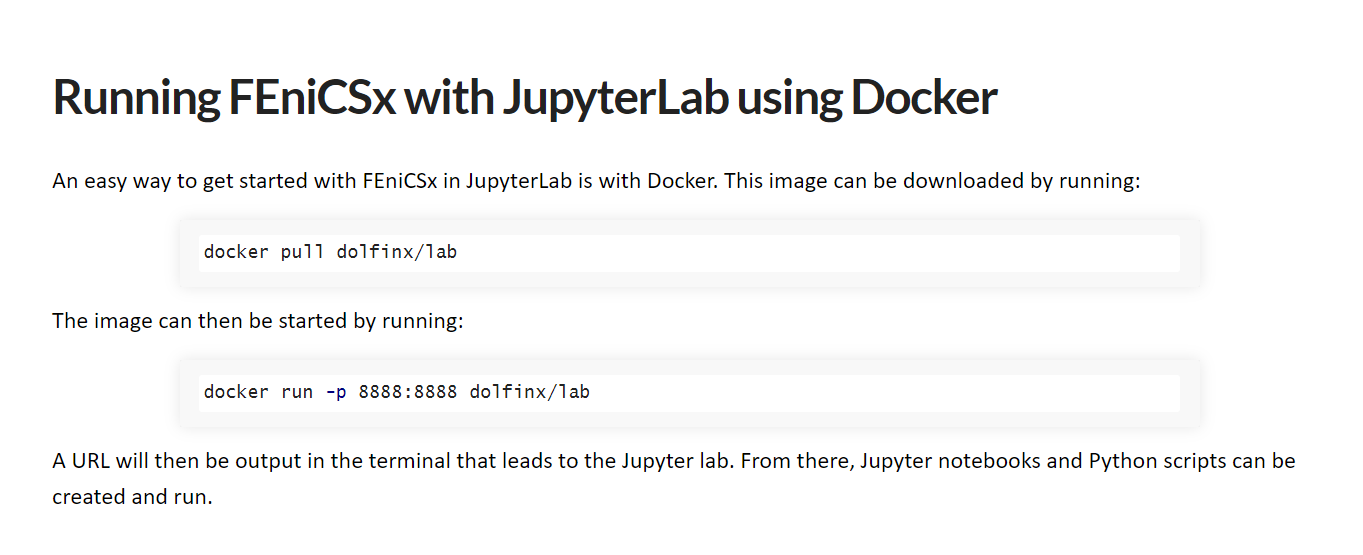 Running FEniCSx with JupyterLab using Docker
An easy way to get started with FEniCSx in JupyterLab is with Docker. This image can be downloaded by running:
docker pull dolfinx/lab
The image can then be started by running:
docker run -p 8888:8888 dolfinx/lab
A URL will then be output in the terminal that leads to the Jupyter lab. From there, Jupyter notebooks and Python scripts can be
created and run.